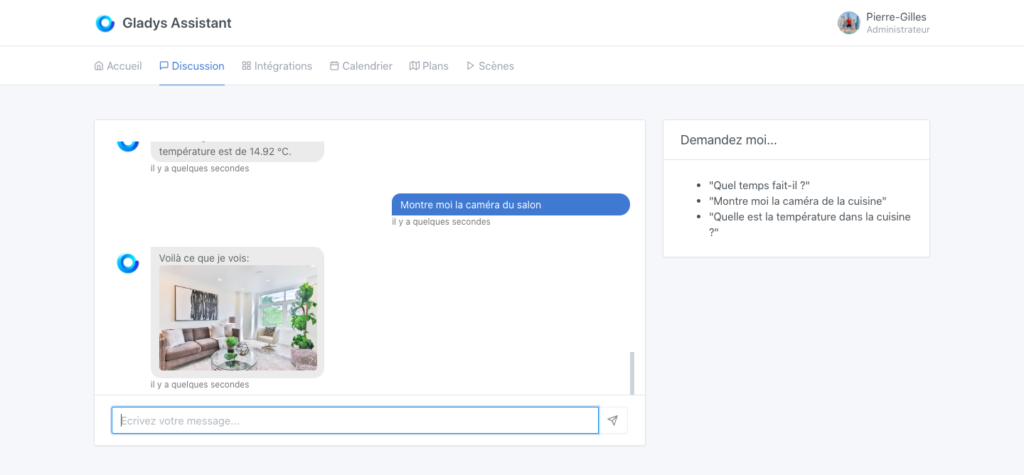 Gladys Assistant
Pierre-Gilles
Administrateur
Accueil
Discussion
Intégrations
Calendrier
Plans
Scènes
température est de 14.92 °C.
il y a quelques secondes
Montre moi la caméra du salon
il y a quelques secondes
Voilà ce que je vois:
il y a quelques secondes
Écrivez votre message...
Demandez moi...
"Quel temps fait-il ?"
"Montre moi la caméra de la cuisine"
"Quelle est la température dans la cuisine
?"